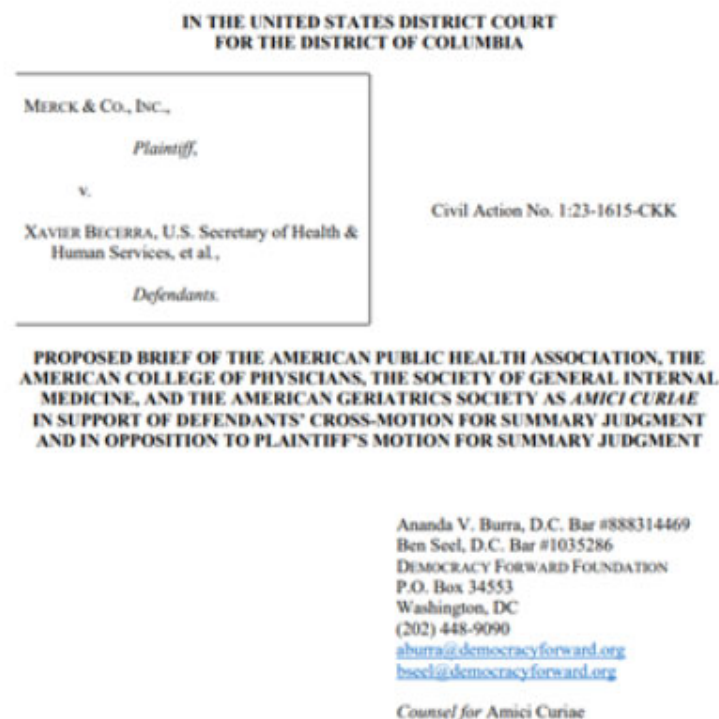 IN THE UNITED STATES DISTRICT COURT
FOR THE DISTRICT OF COLUMBIA
MERCK & CO., INC.,
Plaintiff,
v.
XAVIER BECERRA, U.S. Secretary of Health &
Human Services, et al.,
Defendants.
Civil Action No. 1:23-1615-CKK
PROPOSED BRIEF OF THE AMERICAN PUBLIC HEALTH ASSOCIATION, THE
AMERICAN COLLEGE OF PHYSICIANS, THE SOCIETY OF GENERAL INTERNAL
MEDICINE, AND THE AMERICAN GERIATRICS SOCIETY AS AMICI CURIAE
IN SUPPORT OF DEFENDANTS' CROSS-MOTION FOR SUMMARY JUDGMENT
AND IN OPPOSITION TO PLAINTIFF'S MOTION FOR SUMMARY JUDGMENT
Ananda V. Burra, D.C. Bar #888314469
Ben Seel, D.C. Bar #1035286
DEMOCRACY FORWARD FOUNDATION
P.O. Box 34553
Washington, DC
(202) 448-9090
aburra@democracyforward.org
bseel@democracyforward.org
Counsel for Amici Curiae